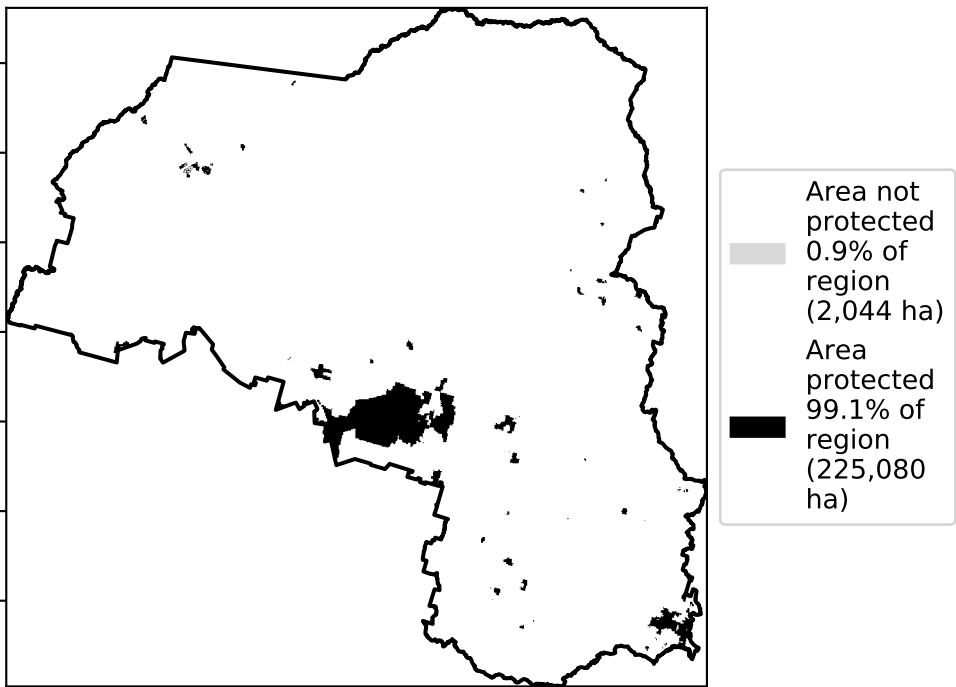 Area not
protected
0.9% of
region
(2,044 ha)
Area
protected
99.1% of
region
(225,080
ha)